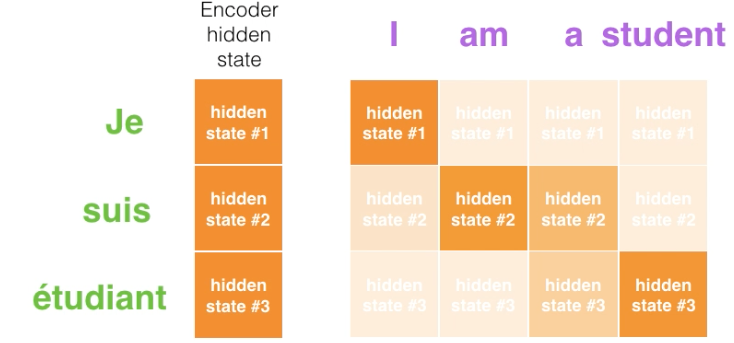 Encoder
hidden
state
I am a student
Je
hidden
state #1
hidden
state #1
hidden
state #1
hidden
state #1
hidden
state #1
suis
hidden
state #2
hidden
state #2
hidden
state #2
hidden
state #2
hidden
state #2
étudiant
hidden
state #3
hidden
state #3
hidden
state #3
hidden
state #3
hidden
state #3